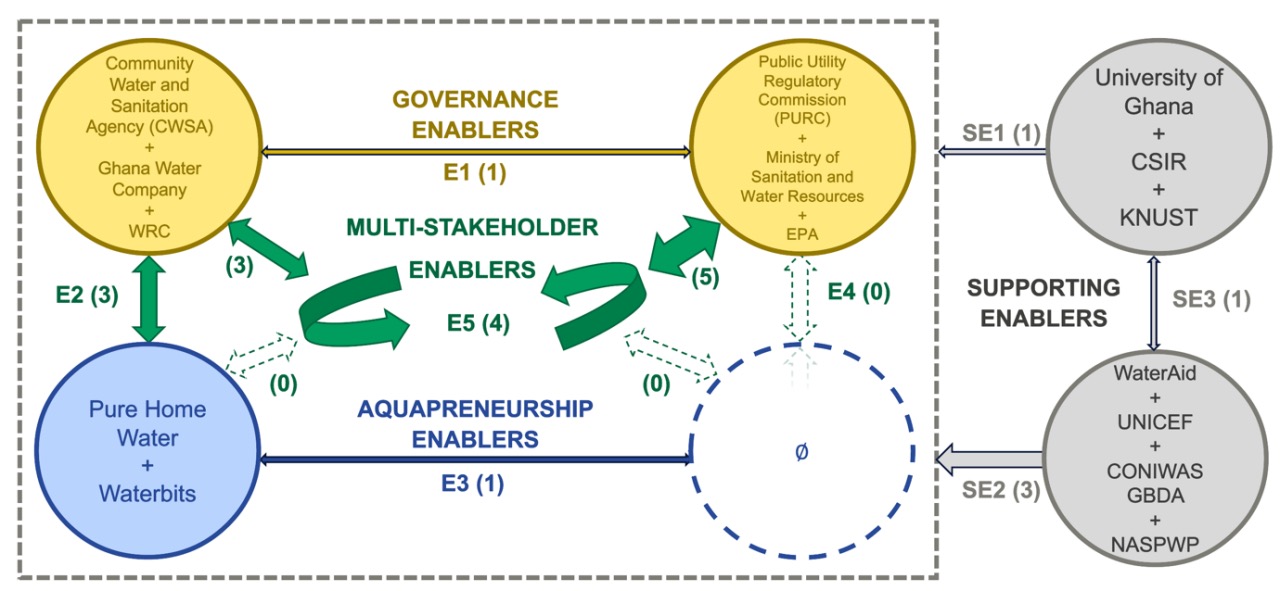 Community
Water and
Sanitation
Agency (CWSA)
+
Ghana Water
Company
+
WRC
GOVERNANCE
ENABLERS
E1 (1)
Public Utility
Regulatory
Commission
(PURC)
+
Ministry of
Sanitation and
Water Resources
+
EPA
SE1 (1)
University of
Ghana
+
CSIR
+
KNUST
MULTI-STAKEHOLDER
ENABLERS
E5 (4)
(3)
(5)
E2 (3)
E4 (0)
(0)
(0)
SUPPORTING
ENABLERS
SE3 (1)
Pure Home
Water
+
Waterbits
AQUAPRENEURSHIP
ENABLERS
E3 (1)
Ø
SE2 (3)
WaterAid
+
UNICEF
+
CONIWAS
GBDA
+
NASPWP